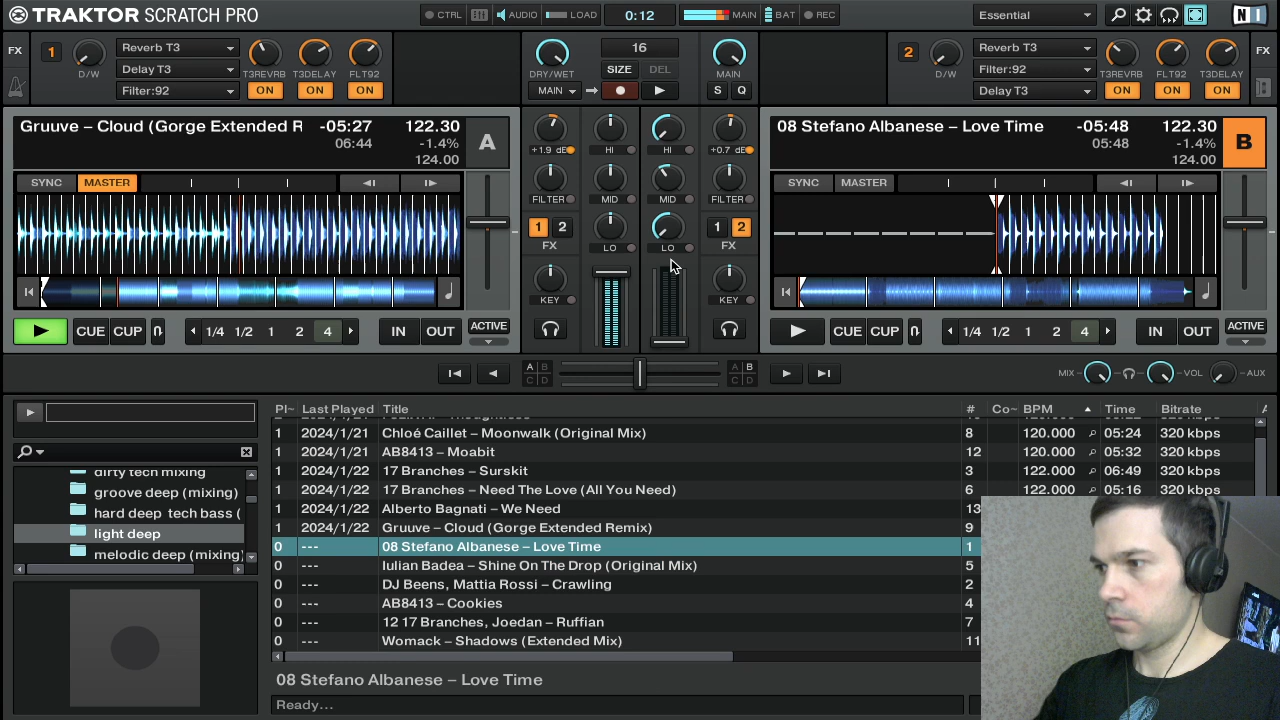 TRAKTOR SCRATCH PRO
CTRL AUDIO LOAD 0:12 MAIN BAT REC Essential
FX 1 D/W
Reverb T3
Delay T3
Filter:92
T3REVRB T3DELAY FLT92
ON ON ON
DRY/WET 16 MAIN
SIZE DEL
MAIN S Q
2 D/W FX
Reverb T3
Filter:92
Delay T3
T3REVRB FLT92 T3DELAY
ON ON ON
Gruuve – Cloud (Gorge Extended R -05:27 122.30 A
06:44 -1.4%
124.00
SYNC MASTER
CUE CUP 1/4 1/2 1 2 4 IN OUT ACTIVE
+1.9 dB HI HI +0.7 dB
FILTER MID MID FILTER
1 2 LO LO 1 2
FX FX
KEY KEY
08 Stefano Albanese – Love Time -05:48 122.30 B
05:48 -1.4%
124.00
SYNC MASTER
CUE CUP 1/4 1/2 1 2 4 IN OUT ACTIVE
A B C D A B C D MIX VOL AUX
dirty tech mixing
groove deep (mixing)
hard deep tech bass (
light deep
melodic deep (mixing)
Pl~ Last Played Title # Co~ BPM Time Bitrate
1 2024/1/21 Chloé Caillet – Moonwalk (Original Mix) 8 120.000 05:24 320 kbps
1 2024/1/21 AB8413 – Moabit 12 120.000 05:32 320 kbps
1 2024/1/22 17 Branches – Surskit 3 122.000 06:49 320 kbps
1 2024/1/22 17 Branches – Need The Love (All You Need) 6 122.000 05:16 320 kbps
1 2024/1/22 Alberto Bagnati – We Need 13
1 2024/1/22 Gruuve – Cloud (Gorge Extended Remix) 9
0 --- 08 Stefano Albanese – Love Time 1
0 --- Iulian Badea – Shine On The Drop (Original Mix) 5
0 --- DJ Beens, Mattia Rossi – Crawling 2
0 --- AB8413 – Cookies 4
0 --- 12 17 Branches, Joedan – Ruffian 7
0 --- Womack – Shadows (Extended Mix) 11
08 Stefano Albanese – Love Time
Ready...